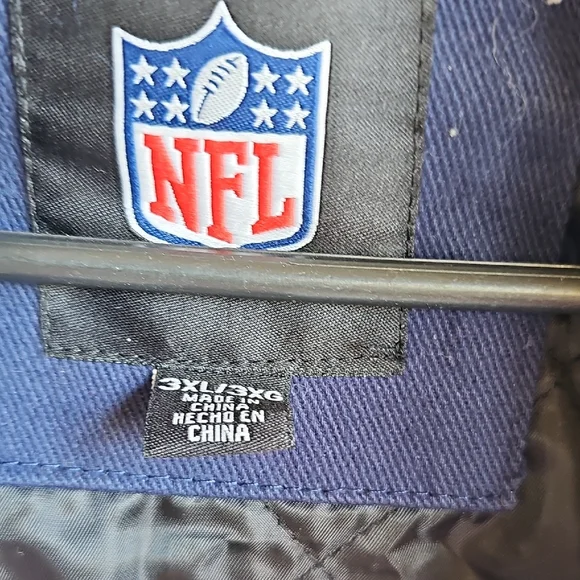 NFL
3XL/3XG
MADE IN
CHINA
HECHO EN
CHINA